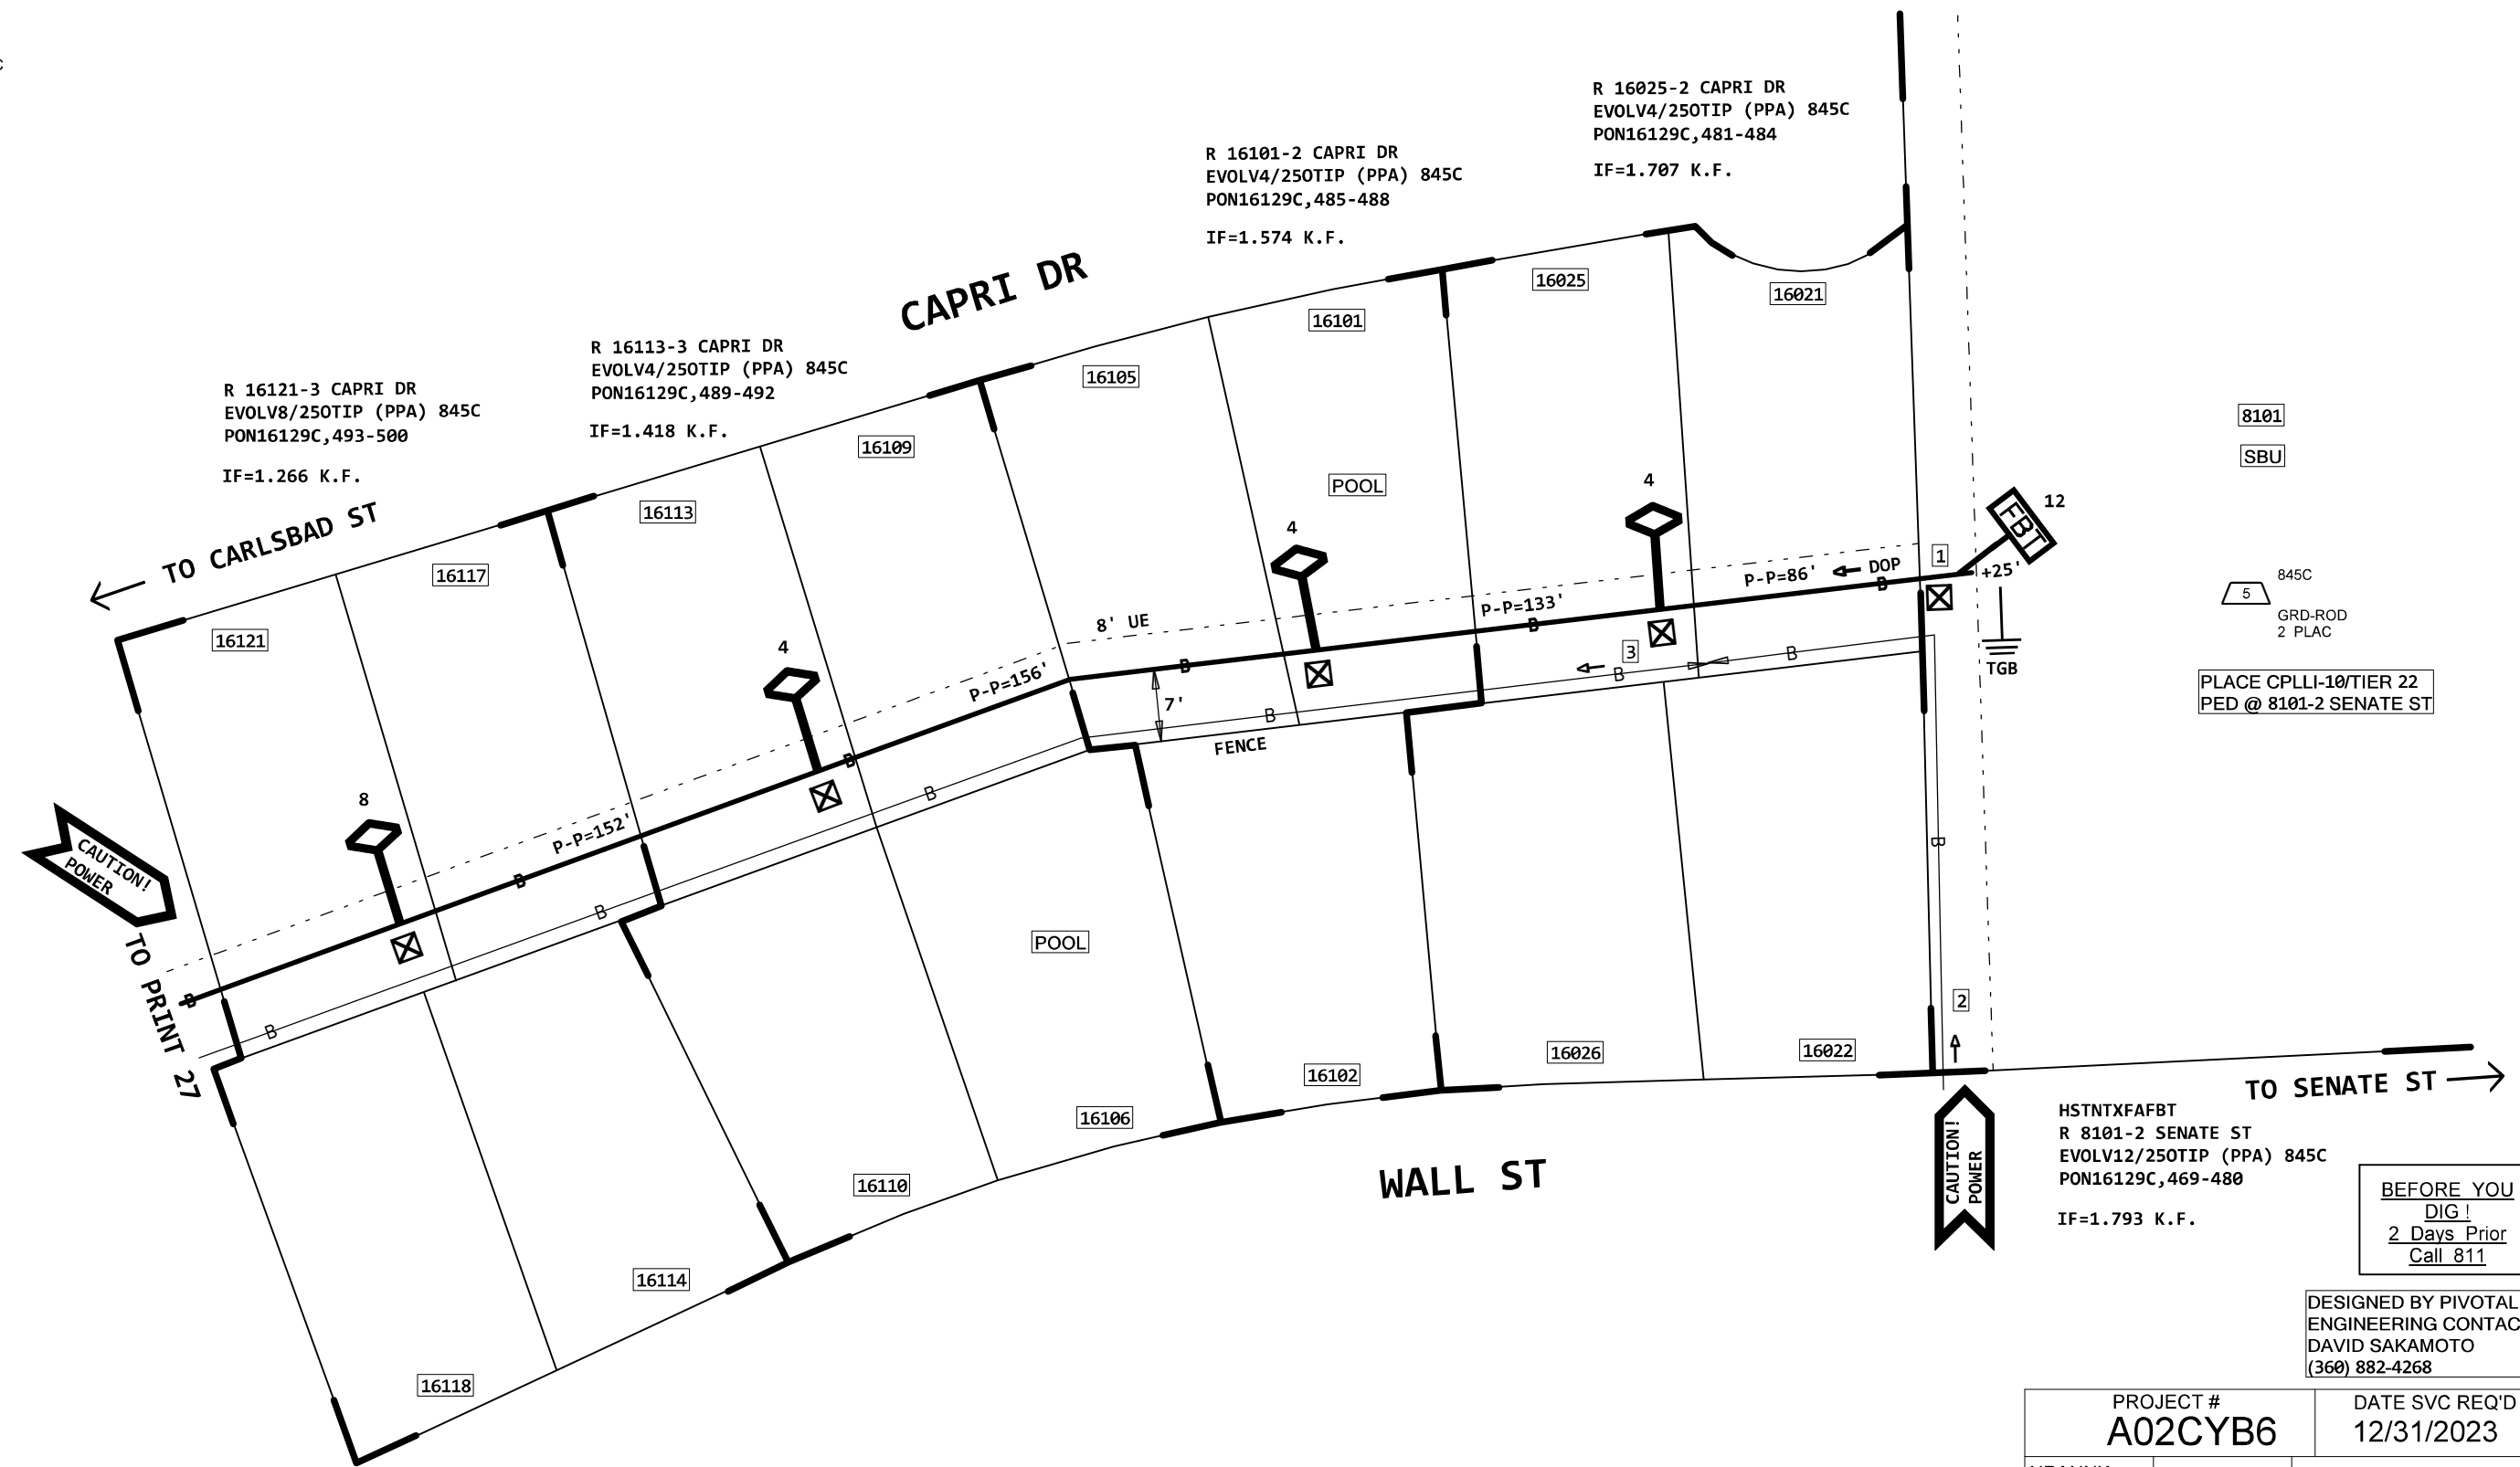 R 16025-2 CAPRI DR
EVOLV4/25OTIP (PPA) 845C
PON16129C,481-484
IF=1.707 K.F.
R 16101-2 CAPRI DR
EVOLV4/25OTIP (PPA) 845C
PON16129C,485-488
IF=1.574 K.F.
R 16113-3 CAPRI DR
EVOLV4/25OTIP (PPA) 845C
PON16129C,489-492
IF=1.418 K.F.
R 16121-3 CAPRI DR
EVOLV8/25OTIP (PPA) 845C
PON16129C,493-500
IF=1.266 K.F.
CAPRI DR
TO CARLSBAD ST
16121
16117
16113
16109
16105
16101
16025
16021
POOL
8101
SBU
FBT
12
4
4
4
8
1
+25'
DOP
P-P=86'
P-P=133'
8' UE
P-P=156'
P-P=152'
B
B
B
B
B
B
3
B
B
B
B
B
B
B
7'
FENCE
TGB
845C
5
GRD-ROD
2 PLAC
PLACE CPLLI-10/TIER 22
PED @ 8101-2 SENATE ST
CAUTION!
POWER
TO PRINT 27
POOL
2
16118
16114
16110
16106
16102
16026
16022
WALL ST
TO SENATE ST
CAUTION!
POWER
HSTNTXFAFBT
R 8101-2 SENATE ST
EVOLV12/25OTIP (PPA) 845C
PON16129C,469-480
IF=1.793 K.F.
BEFORE YOU
DIG !
2 Days Prior
Call 811
DESIGNED BY PIVOTAL
ENGINEERING CONTAC
DAVID SAKAMOTO
(360) 882-4268
PROJECT #
A02CYB6
DATE SVC REQ'D
12/31/2023